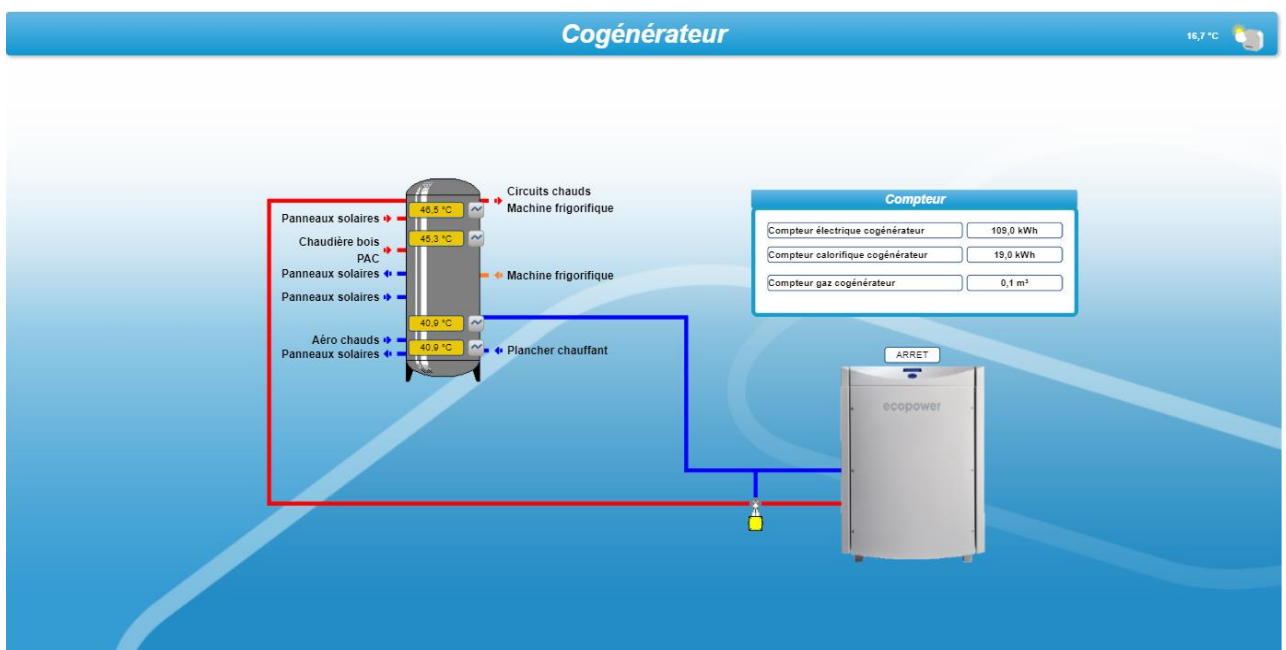 Cogénérateur
16,7 °C
Circuits chauds
46,5 °C
Machine frigorifique
Panneaux solaires
Chaudière bois
45,3 °C
PAC
Panneaux solaires
Machine frigorifique
Panneaux solaires
40,9 °C
Aéro chauds
40,9 °C
Plancher chauffant
Panneaux solaires
Compteur
Compteur électrique cogénérateur
109,0 kWh
Compteur calorifique cogénérateur
19,0 kWh
Compteur gaz cogénérateur
0,1 m³
ARRET
ecopower